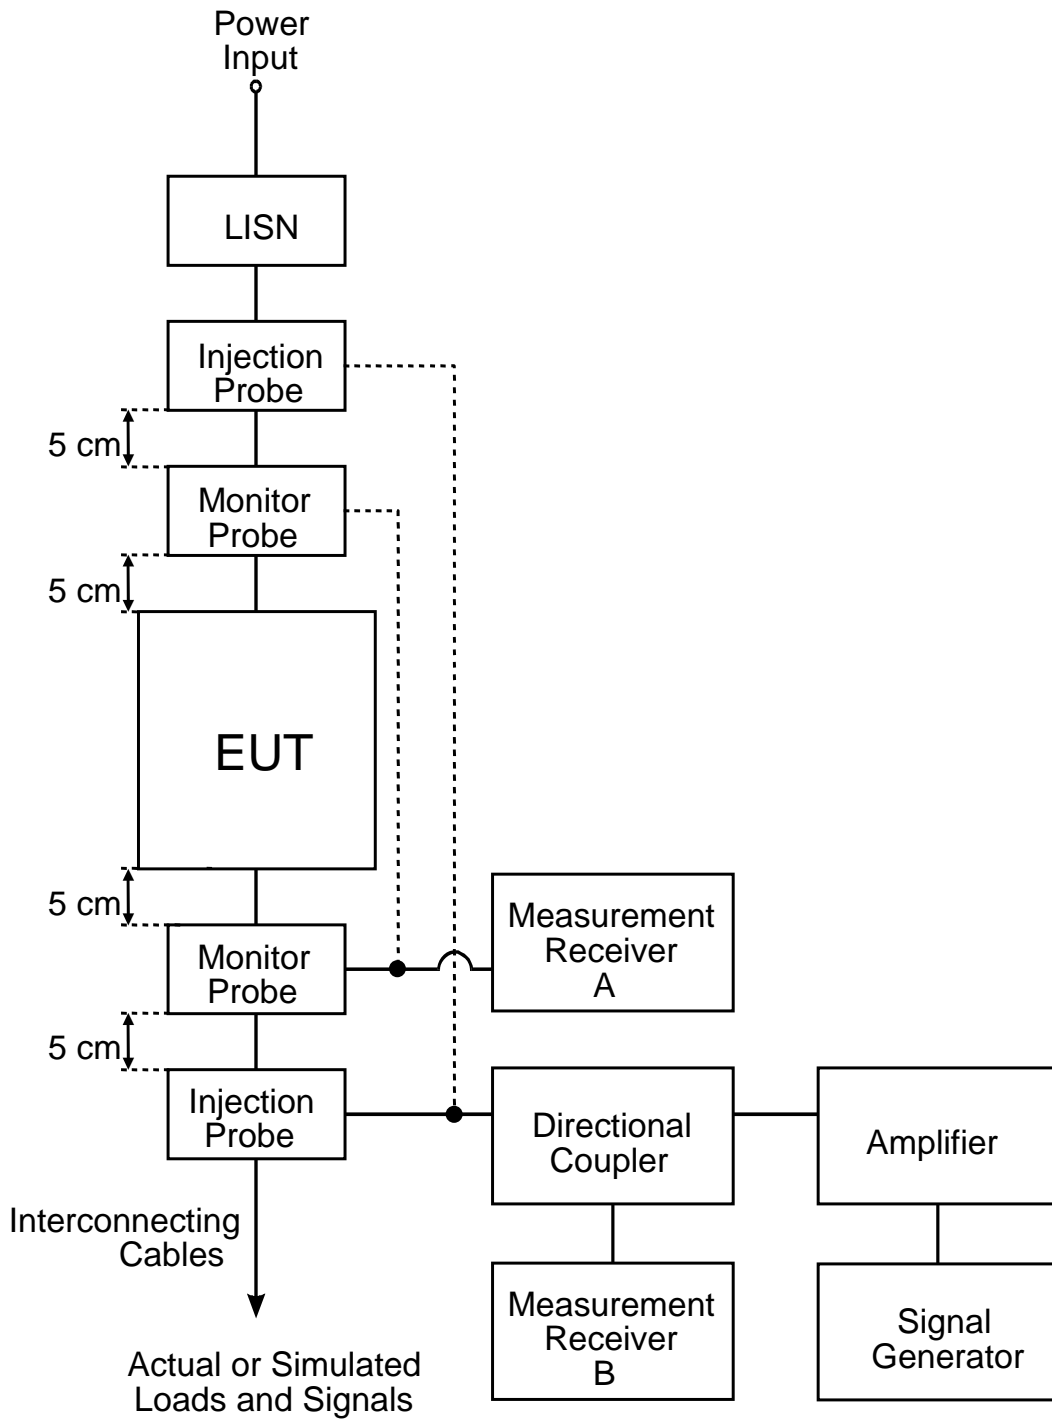 Power
Input
LISN
Injection
Probe
5 cm
Monitor
Probe
5 cm
EUT
5 cm
Monitor
Probe
Measurement
Receiver
A
5 cm
Injection
Probe
Directional
Coupler
Amplifier
Interconnecting
Cables
Measurement
Receiver
B
Signal
Generator
Actual or Simulated
Loads and Signals